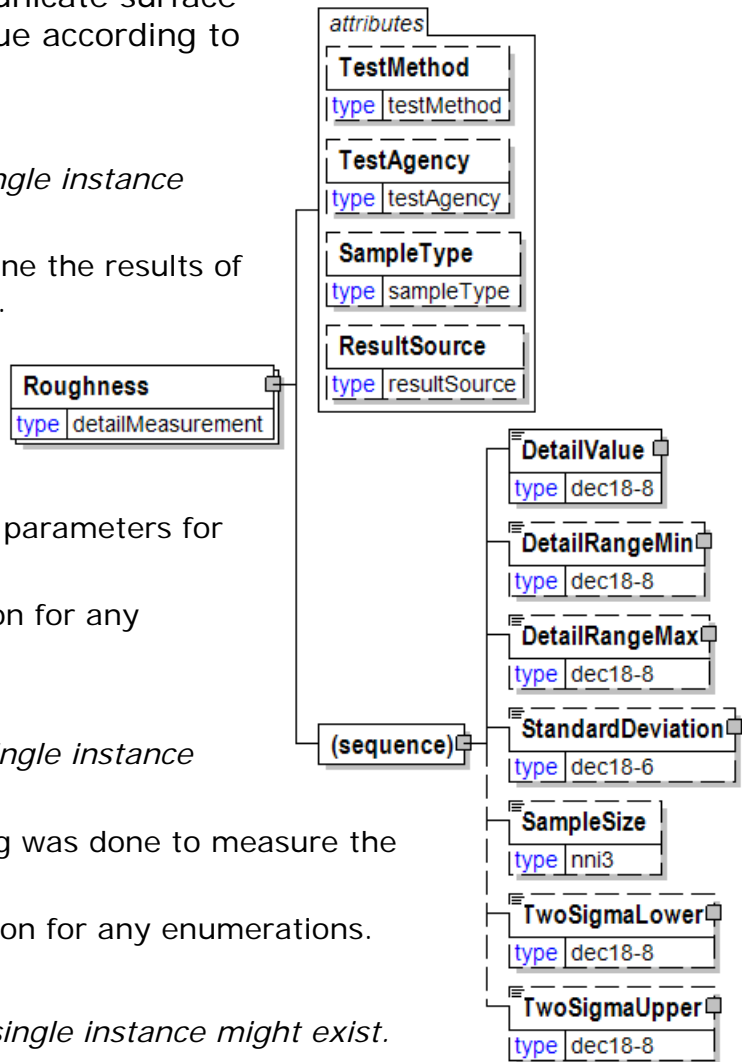 unicate surface
ue according to
ngle instance
ne the results of
.
parameters for
on for any
ingle instance
g was done to measure the
on for any enumerations.
single instance might exist.
Roughness
type detailMeasurement
attributes
TestMethod
type testMethod
TestAgency
type testAgency
SampleType
type sampleType
ResultSource
type resultSource
(sequence)
DetailValue
type dec18-8
DetailRangeMin
type dec18-8
DetailRangeMax
type dec18-8
StandardDeviation
type dec18-6
SampleSize
type nni3
TwoSigmaLower
type dec18-8
TwoSigmaUpper
type dec18-8